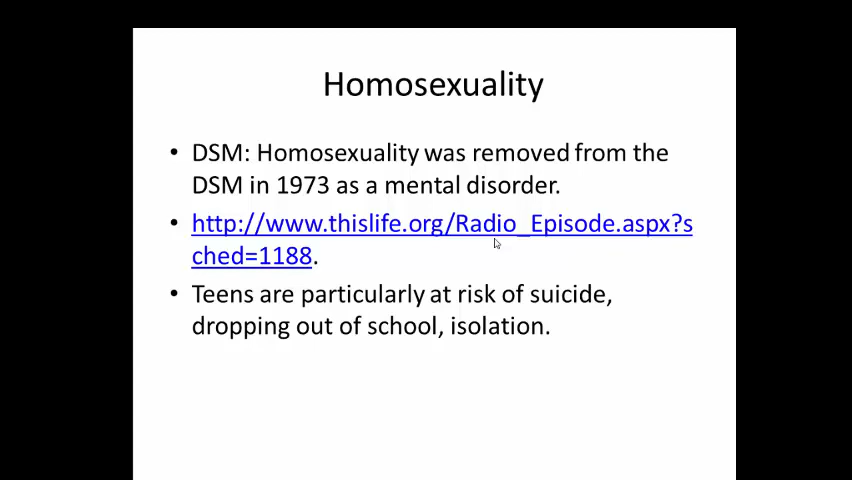 Homosexuality
• DSM: Homosexuality was removed from the
DSM in 1973 as a mental disorder.
• http://www.thislife.org/Radio_Episode.aspx?s
ched=1188.
• Teens are particularly at risk of suicide,
dropping out of school, isolation.